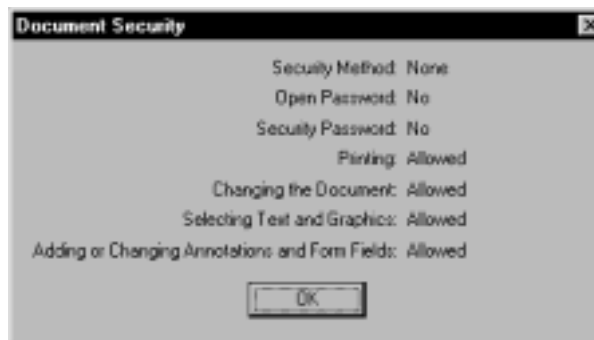 Document Security
Security Method: None
Open Password: No
Security Password: No
Printing: Allowed
Changing the Document: Allowed
Selecting Text and Graphics: Allowed
Adding or Changing Annotations and Form Fields: Allowed
OK